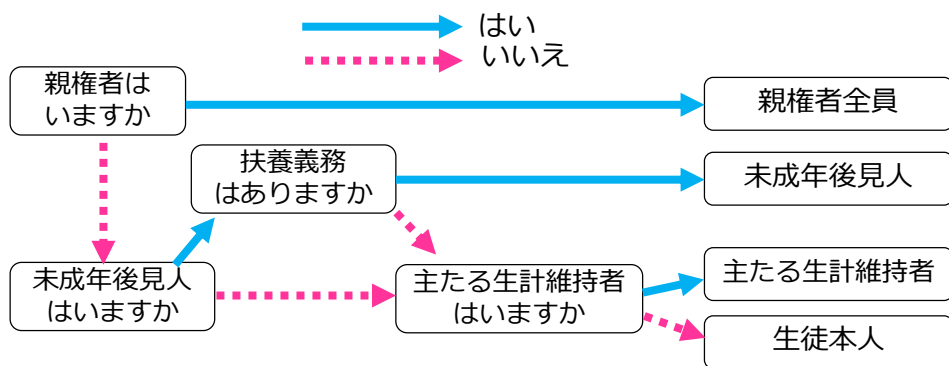 はい
いいえ
親権者は
いますか
親権者全員
扶養義務
はありますか
未成年後見人
未成年後見人
はいますか
主たる生計維持者
はいますか
主たる生計維持者
生徒本人